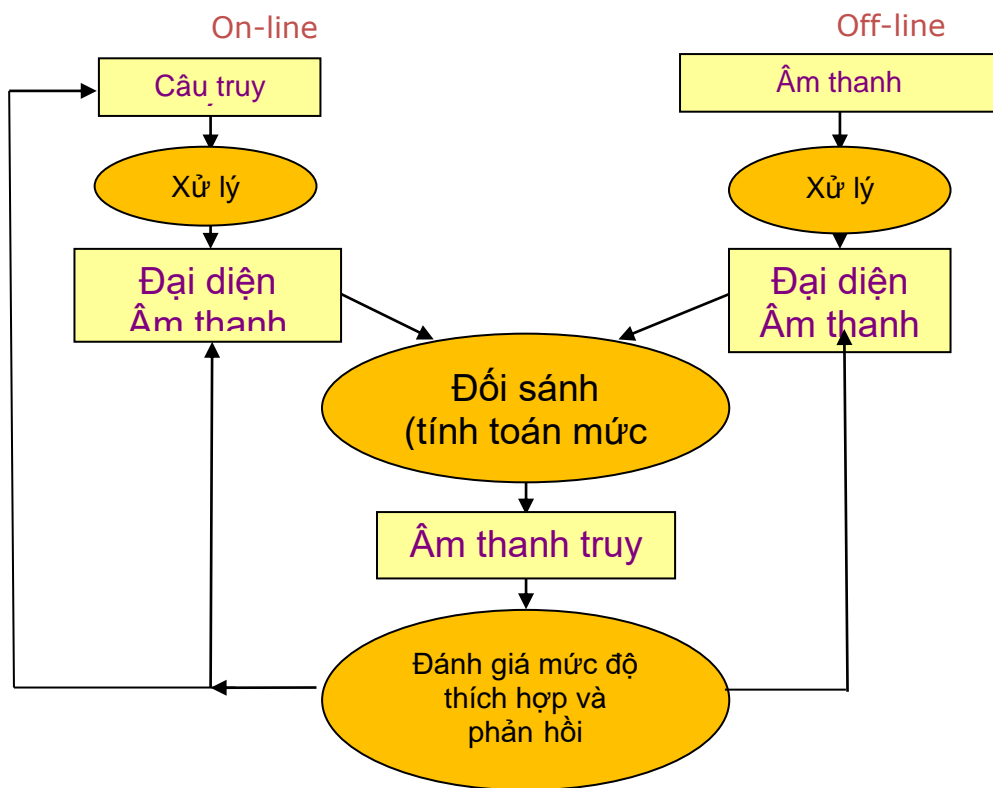 On-line
Off-line
Câu truy
Âm thanh
Xử lý
Xử lý
Đại diện
Âm thanh
Đại diện
Âm thanh
Đối sánh
(tính toán mức
Âm thanh truy
Đánh giá mức độ
thích hợp và
phản hồi